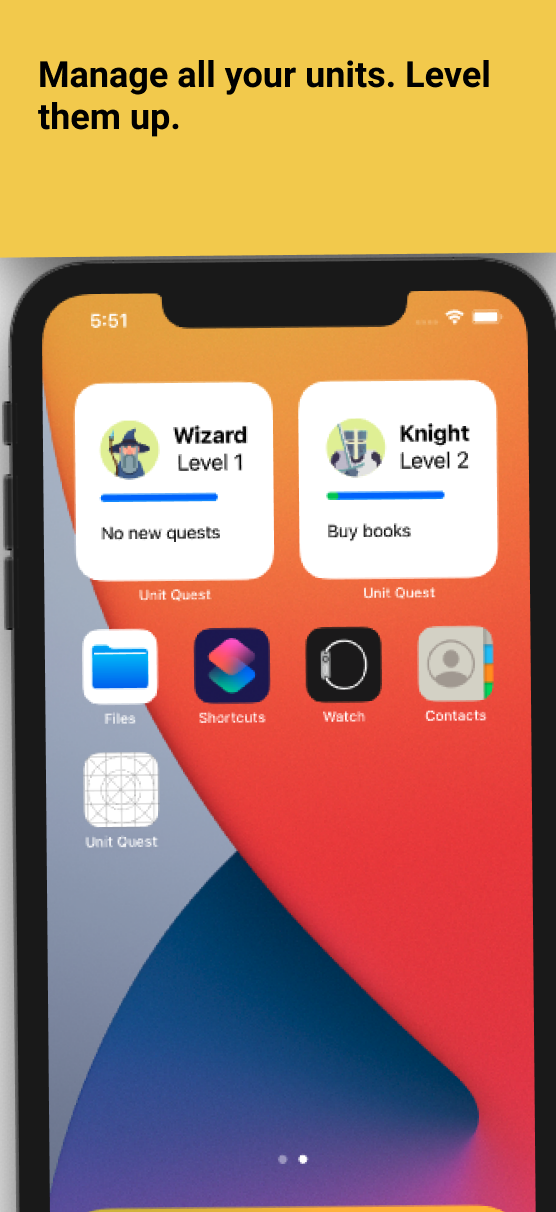 Manage all your units. Level
them up.
5:51
Wizard
Level 1
No new quests
Unit Quest
Knight
Level 2
Buy books
Unit Quest
Files
Shortcuts
Watch
Contacts
Unit Quest